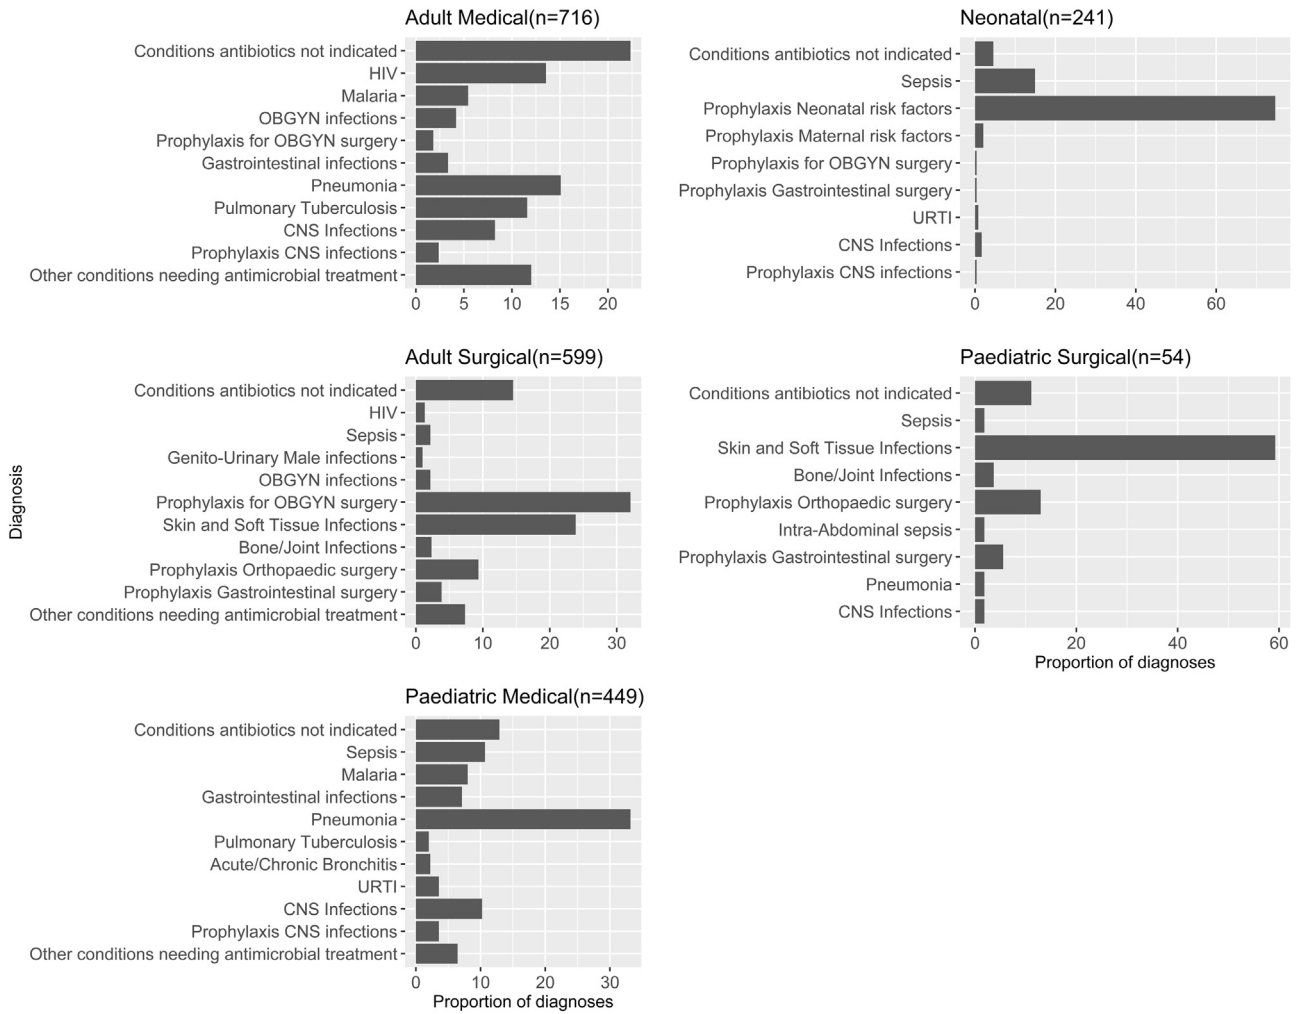 Adult Medical(n=716)
Conditions antibiotics not indicated
HIV
Malaria
OBGYN infections
Prophylaxis for OBGYN surgery
Gastrointestinal infections
Pneumonia
Pulmonary Tuberculosis
CNS Infections
Prophylaxis CNS infections
Other conditions needing antimicrobial treatment
0 5 10 15 20
Neonatal(n=241)
Conditions antibiotics not indicated
Sepsis
Prophylaxis Neonatal risk factors
Prophylaxis Maternal risk factors
Prophylaxis for OBGYN surgery
Prophylaxis Gastrointestinal surgery
URTI
CNS Infections
Prophylaxis CNS infections
0 20 40 60
Diagnosis
Adult Surgical(n=599)
Conditions antibiotics not indicated
HIV
Sepsis
Genito-Urinary Male infections
OBGYN infections
Prophylaxis for OBGYN surgery
Skin and Soft Tissue Infections
Bone/Joint Infections
Prophylaxis Orthopaedic surgery
Prophylaxis Gastrointestinal surgery
Other conditions needing antimicrobial treatment
0 10 20 30
Paediatric Surgical(n=54)
Conditions antibiotics not indicated
Sepsis
Skin and Soft Tissue Infections
Bone/Joint Infections
Prophylaxis Orthopaedic surgery
Intra-Abdominal sepsis
Prophylaxis Gastrointestinal surgery
Pneumonia
CNS Infections
0 20 40 60
Proportion of diagnoses
Paediatric Medical(n=449)
Conditions antibiotics not indicated
Sepsis
Malaria
Gastrointestinal infections
Pneumonia
Pulmonary Tuberculosis
Acute/Chronic Bronchitis
URTI
CNS Infections
Prophylaxis CNS infections
Other conditions needing antimicrobial treatment
0 10 20 30
Proportion of diagnoses